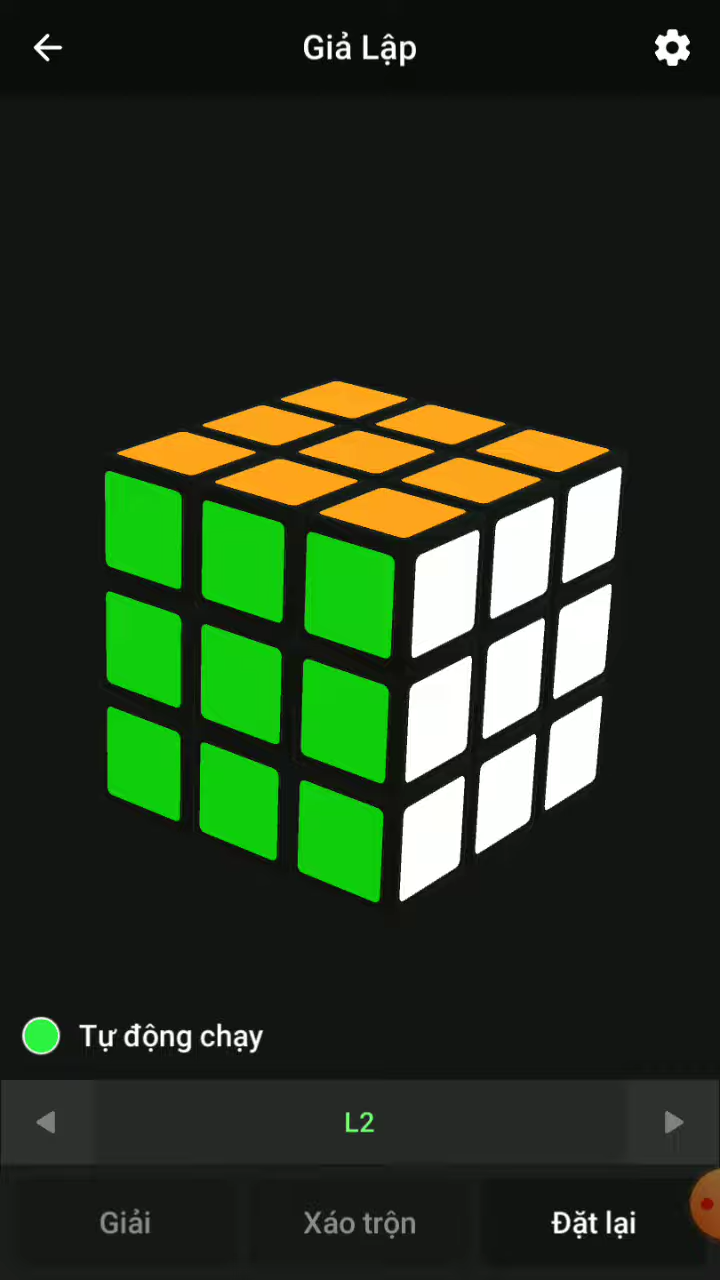 Giả Lập
Tự động chạy
L2
Giải
Xáo trộn
Đặt lại